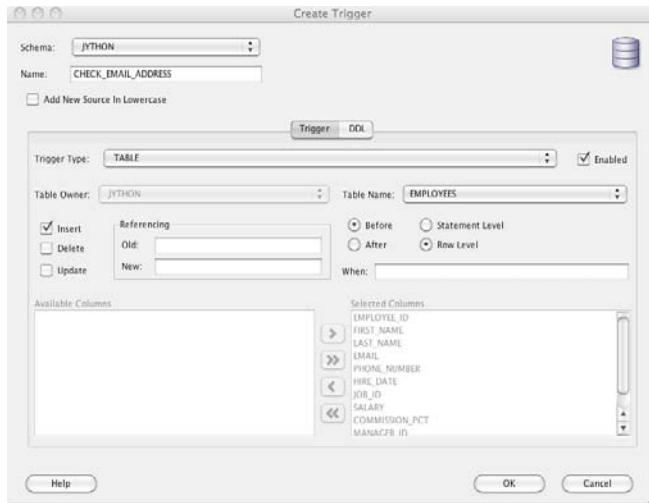 Create Trigger
Schema: JYTHON
Name: CHECK_EMAIL_ADDRESS
Add New Source In Lowercase
Trigger DDL
Trigger Type: TABLE Enabled
Table Owner: JYTHON Table Name: EMPLOYEES
Insert Referencing Before Statement Level
Delete Old: After Row Level
Update New: When:
Available Columns Selected Columns
EMPLOYEE_ID
FIRST_NAME
LAST_NAME
EMAIL
PHONE_NUMBER
HIRE_DATE
JOB_ID
SALARY
COMMISSION_PCT
MANAGER_ID
Help OK Cancel